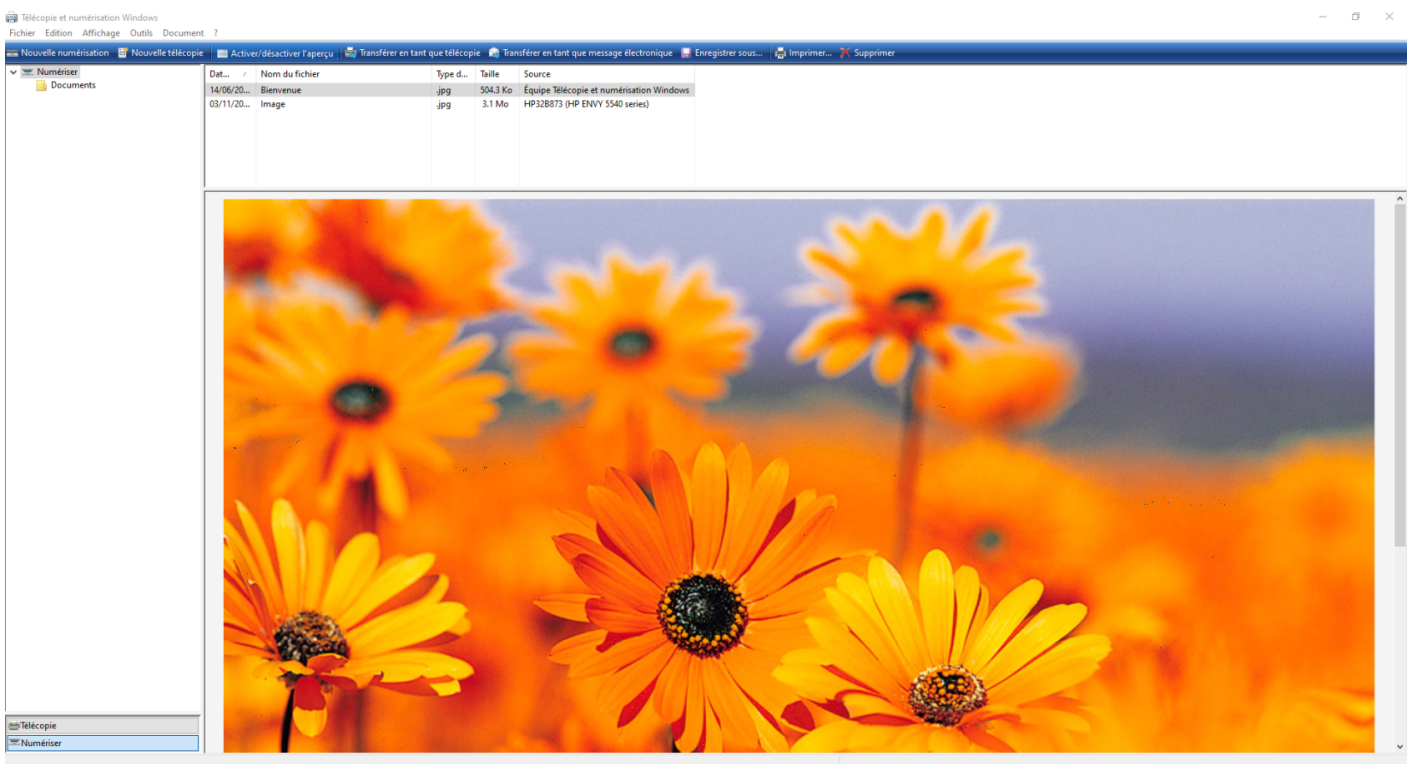 Télécopie et numérisation Windows
Fichier Edition Affichage Outils Document ?
Nouvelle numérisation Nouvelle télécopie Activer/désactiver l'aperçu Transférer en tant que télécopie Transférer en tant que message électronique Enregistrer sous... Imprimer... Supprimer
Numériser
Documents
Dat... Nom du fichier Type d... Taille Source
14/06/20... Bienvenue .jpg 504.3 Ko Équipe Télécopie et numérisation Windows
03/11/20... Image .jpg 3.1 Mo HP32B873 (HP ENVY 5540 series)
Télécopie
Numériser